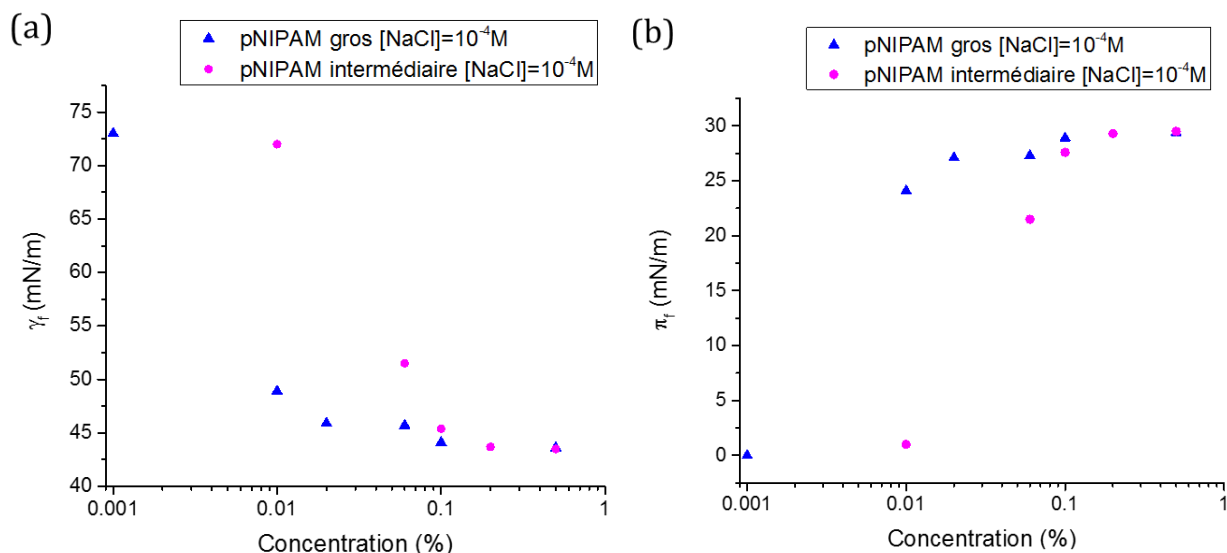 (a)
pNIPAM gros [NaCl]=10⁻⁴M
pNIPAM intermédiaire [NaCl]=10⁻⁴M
75
70
65
60
55
50
45
40
γf (mN/m)
0.001
0.01
0.1
1
Concentration (%)
(b)
pNIPAM gros [NaCl]=10⁻⁴M
pNIPAM intermédiaire [NaCl]=10⁻⁴M
30
25
20
15
10
5
0
πf (mN/m)
0.001
0.01
0.1
1
Concentration (%)